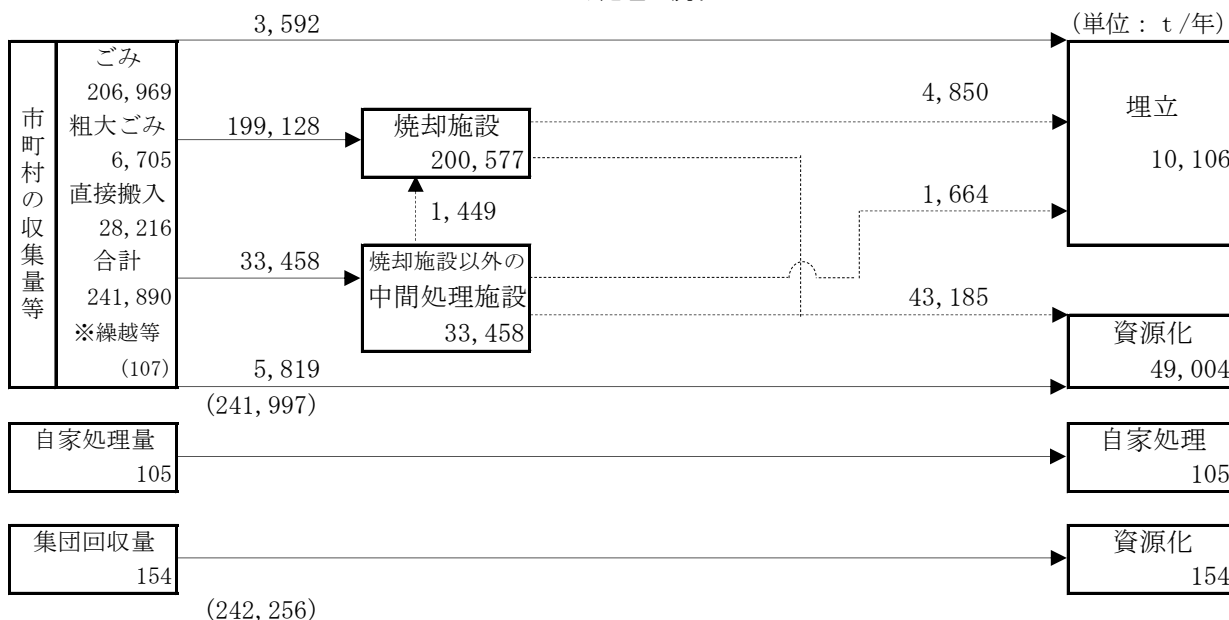 3,592
(単位:t/年)
市町村の収集量等
ごみ
206,969
粗大ごみ
6,705
直接搬入
28,216
合計
241,890
※繰越等
(107)
199,128
焼却施設
200,577
4,850
埋立
10,106
1,449
1,664
33,458
焼却施設以外の
中間処理施設
33,458
43,185
資源化
49,004
5,819
(241,997)
自家処理量
105
自家処理
105
集団回収量
154
資源化
154
(242,256)